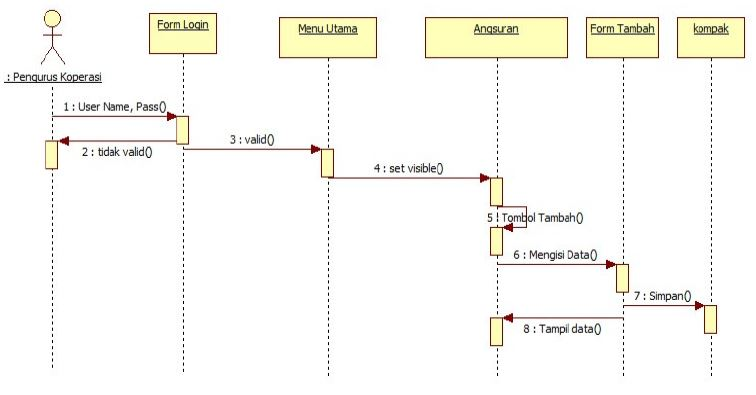 Form Login
Menu Utama
Angsuran
Form Tambah
kompak
: Pengurus Koperasi
1 : User Name, Pass()
2 : tidak valid()
3 : valid()
4 : set visible()
5 : Tombol Tambah()
6 : Mengisi Data()
7 : Simpan()
8 : Tampil data()